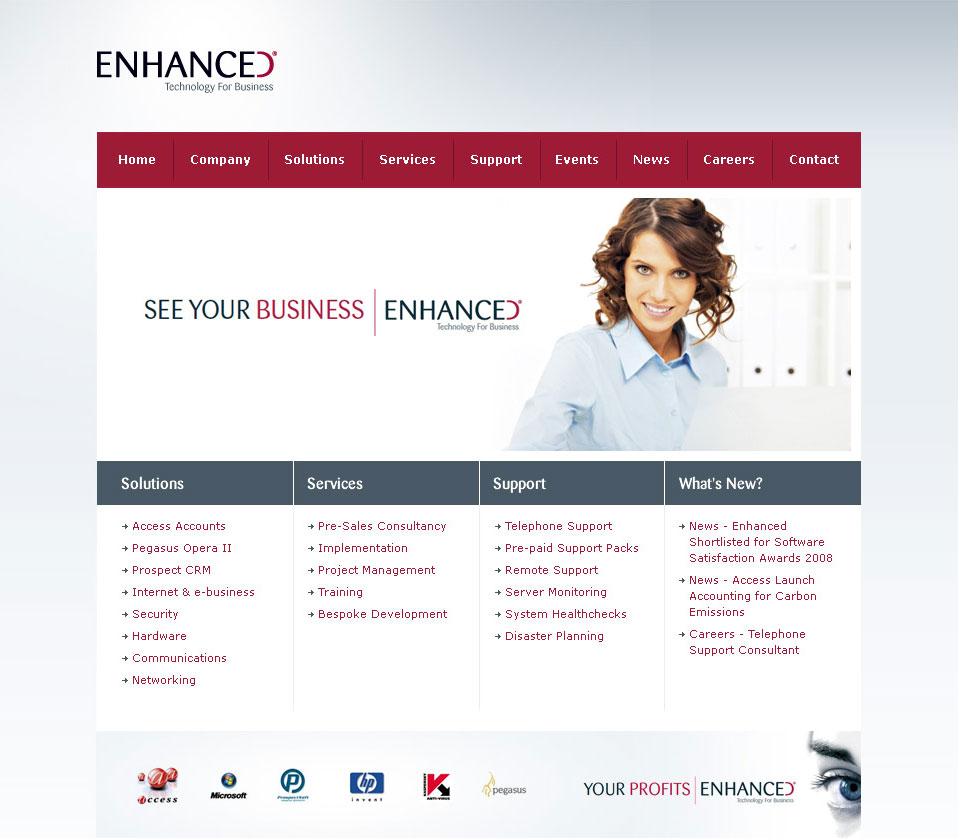 ENHANCED®
Technology For Business
Home Company Solutions Services Support Events News Careers Contact
SEE YOUR BUSINESS ENHANCED®
Technology For Business
Solutions
Access Accounts
Pegasus Opera II
Prospect CRM
Internet & e-business
Security
Hardware
Communications
Networking
Services
Pre-Sales Consultancy
Implementation
Project Management
Training
Bespoke Development
Support
Telephone Support
Pre-paid Support Packs
Remote Support
Server Monitoring
System Healthchecks
Disaster Planning
What's New?
News - Enhanced
Shortlisted for Software
Satisfaction Awards 2008
News - Access Launch
Accounting for Carbon
Emissions
Careers - Telephone
Support Consultant
access
Microsoft
ProspectSoft
hp
invent
ANTI-VIRUS
pegasus
YOUR PROFITS ENHANCED®
Technology For Business